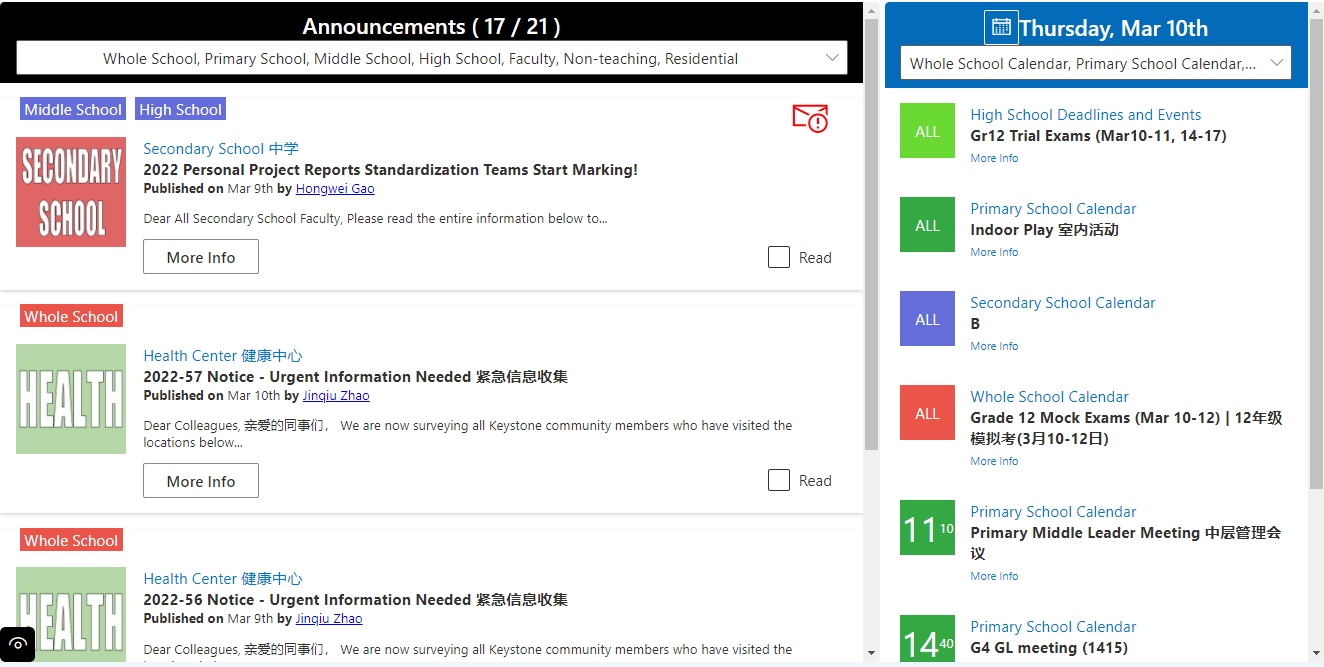 Announcements ( 17 / 21 )
Whole School, Primary School, Middle School, High School, Faculty, Non-teaching, Residential
Middle School High School
SECONDARY
SCHOOL
Secondary School 中学
2022 Personal Project Reports Standardization Teams Start Marking!
Published on Mar 9th by Hongwei Gao
Dear All Secondary School Faculty, Please read the entire information below to...
More Info
Read
Whole School
HEALTH
Health Center 健康中心
2022-57 Notice - Urgent Information Needed 紧急信息收集
Published on Mar 10th by Jinqiu Zhao
Dear Colleagues, 亲爱的同事们， We are now surveying all Keystone community members who have visited the
locations below...
More Info
Read
Whole School
HEALTH
Health Center 健康中心
2022-56 Notice - Urgent Information Needed 紧急信息收集
Published on Mar 9th by Jinqiu Zhao
Dear Colleagues, 亲爱的同事们， We are now surveying all Keystone community members who have visited the
Thursday, Mar 10th
Whole School Calendar, Primary School Calendar,...
ALL
High School Deadlines and Events
Gr12 Trial Exams (Mar10-11, 14-17)
More Info
ALL
Primary School Calendar
Indoor Play 室内活动
More Info
ALL
Secondary School Calendar
B
More Info
ALL
Whole School Calendar
Grade 12 Mock Exams (Mar 10-12) | 12年级
模拟考(3月10-12日)
More Info
11 10
Primary School Calendar
Primary Middle Leader Meeting 中层管理会
议
More Info
14 40
Primary School Calendar
G4 GL meeting (1415)